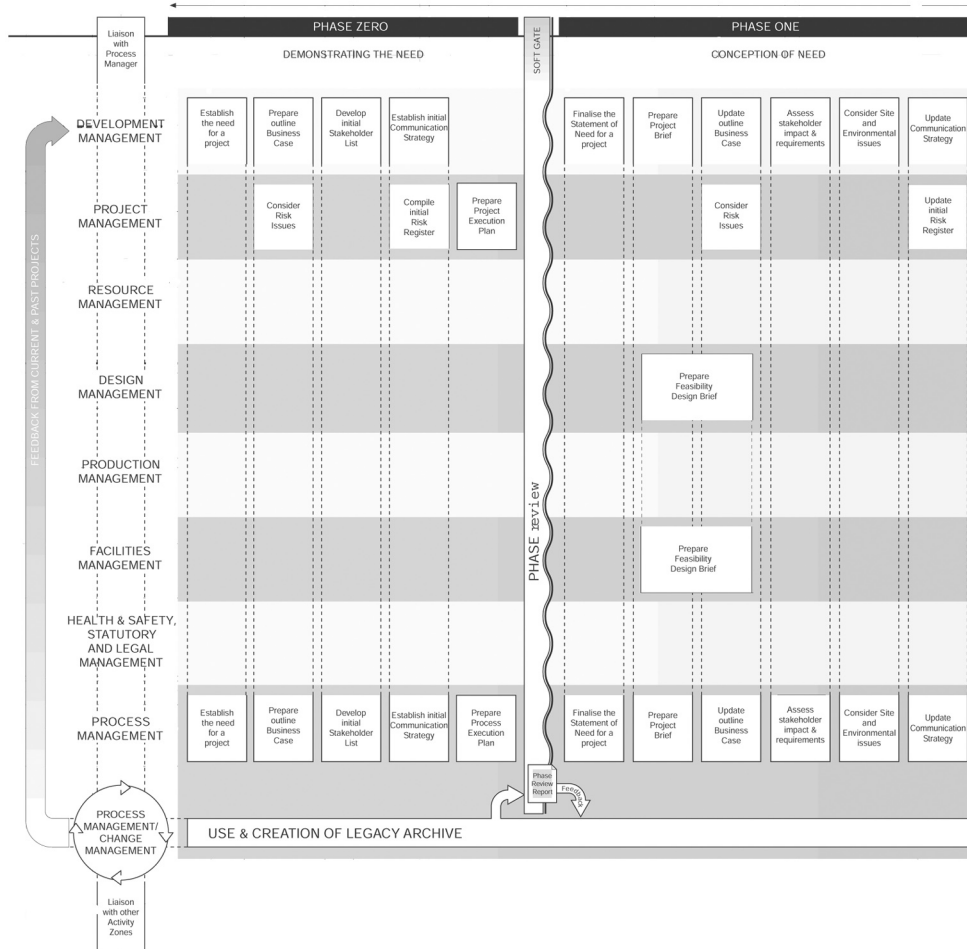 PHASE ZERO
PHASE ONE
Liaison
with
Process
Manager
DEMONSTRATING THE NEED
SOFT GATE
CONCEPTION OF NEED
DEVELOPMENT
MANAGEMENT
Establish
the need
for a
project
Prepare
outline
Business
Case
Develop
initial
Stakeholder
List
Establish initial
Communication
Strategy
Finalise the
Statement of
Need for a
project
Prepare
Project
Brief
Update
outline
Business
Case
Assess
stakeholder
impact &
requirements
Consider Site
and
Environmental
issues
Update
Communication
Strategy
PROJECT
MANAGEMENT
Consider
Risk
Issues
Compile
initial
Risk
Register
Prepare
Project
Execution
Plan
Consider
Risk
Issues
Update
initial
Risk
Register
FEEDBACK FROM CURRENT & PAST PROJECTS
RESOURCE
MANAGEMENT
DESIGN
MANAGEMENT
Prepare
Feasibility
Design Brief
PRODUCTION
MANAGEMENT
PHASE review
FACILITIES
MANAGEMENT
Prepare
Feasibility
Design Brief
HEALTH & SAFETY,
STATUTORY
AND LEGAL
MANAGEMENT
PROCESS
MANAGEMENT
Establish
the need
for a
project
Prepare
outline
Business
Case
Develop
initial
Stakeholder
List
Establish initial
Communication
Strategy
Prepare
Process
Execution
Plan
Finalise the
Statement of
Need for a
project
Prepare
Project
Brief
Update
outline
Business
Case
Assess
stakeholder
impact &
requirements
Consider Site
and
Environmental
issues
Update
Communication
Strategy
Phase
Review
Report
Feedback
PROCESS
MANAGEMENT/
CHANGE
MANAGEMENT
USE & CREATION OF LEGACY ARCHIVE
Liaison
with other
Activity
Zones